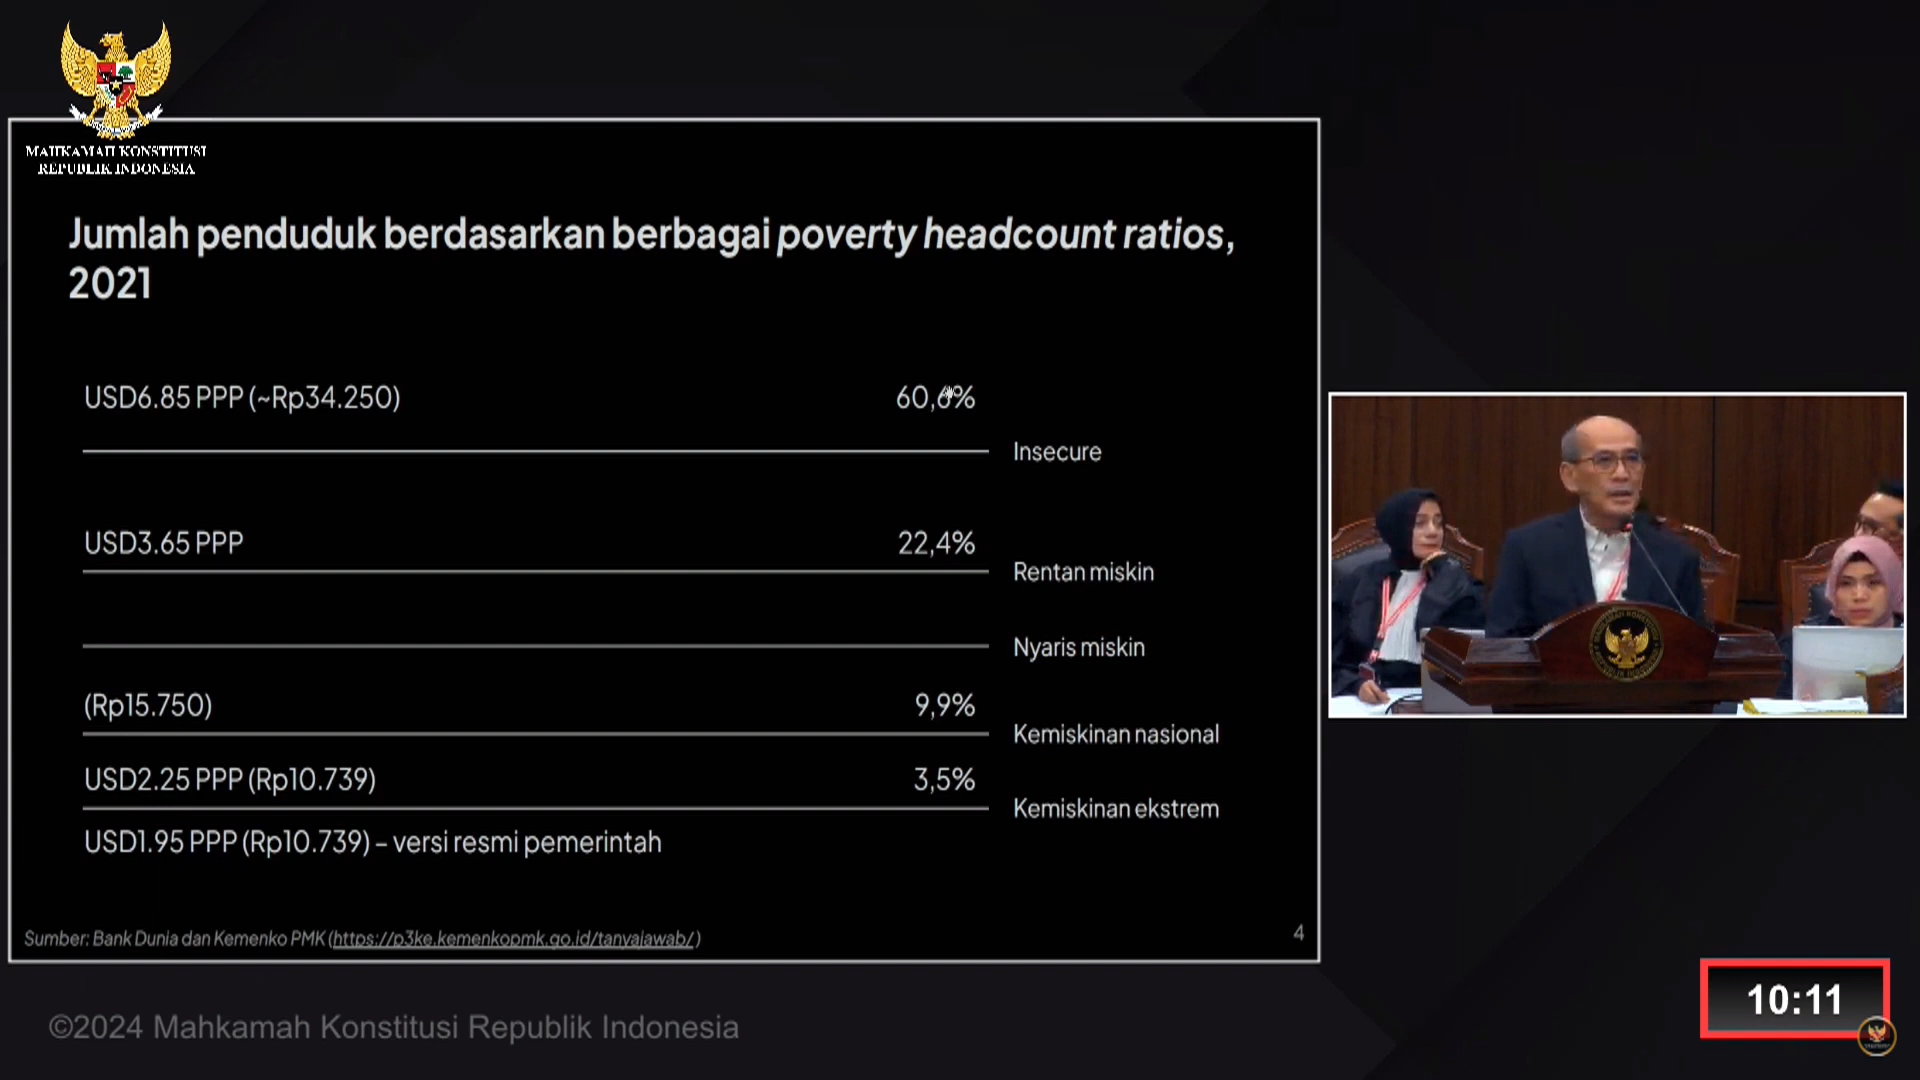 MAHKAMAH KONSTITUSI
REPUBLIK INDONESIA
Jumlah penduduk berdasarkan berbagai poverty headcount ratios,
2021
USD6.85 PPP (~Rp34.250) 60,6%
Insecure
USD3.65 PPP 22,4%
Rentan miskin
Nyaris miskin
(Rp15.750) 9,9%
Kemiskinan nasional
USD2.25 PPP (Rp10.739) 3,5%
Kemiskinan ekstrem
USD1.95 PPP (Rp10.739) – versi resmi pemerintah
Sumber: Bank Dunia dan Kemenko PMK (https://p3ke.kemenkopmk.go.id/tanyajawab/)
4
10:11
©2024 Mahkamah Konstitusi Republik Indonesia